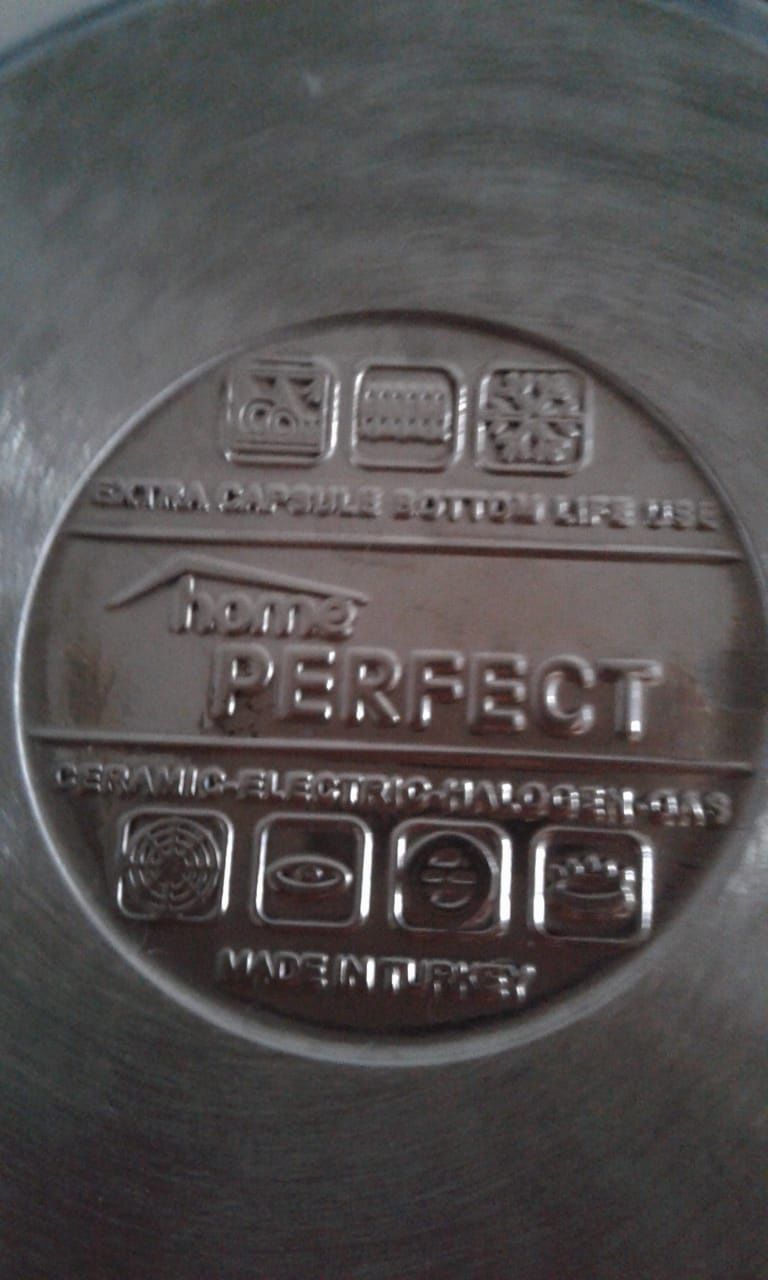 EXTRA CAPSULE BOTTOM LIFE USE
home
PERFECT
CERAMIC-ELECTRIC-HALOGEN-GAS
MADE IN TURKEY